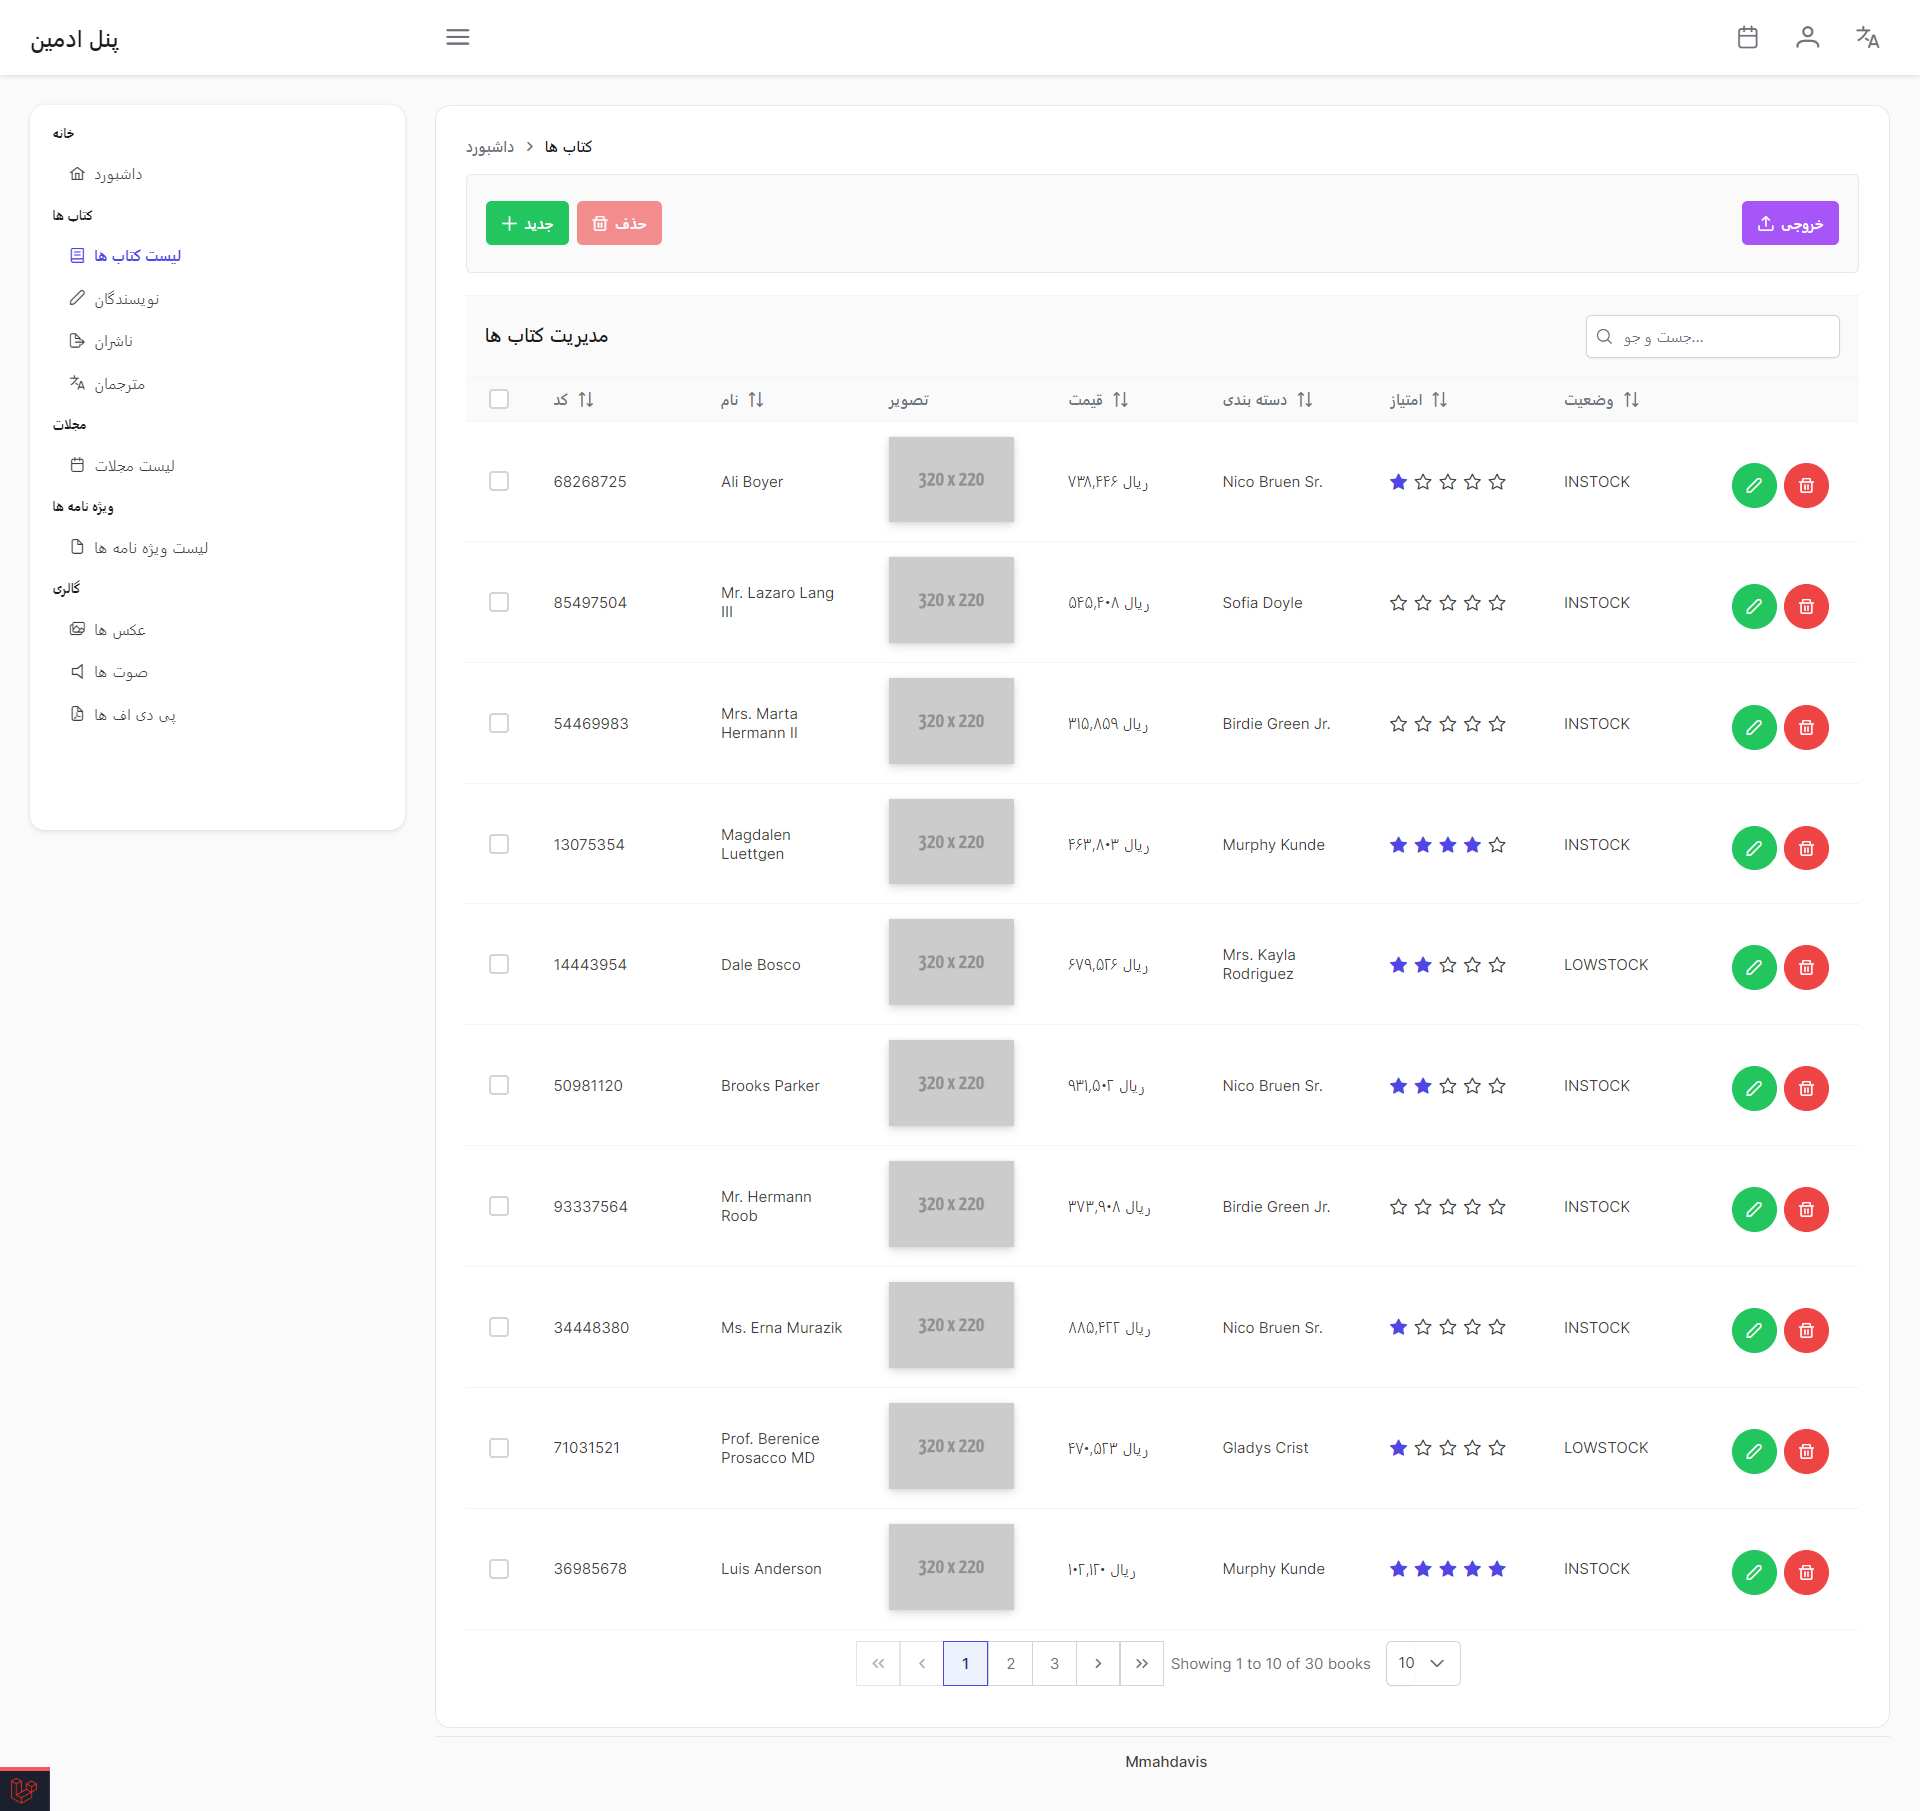 پنل ادمین
خانه
داشبورد
کتاب ها
لیست کتاب ها
نویسندگان
ناشران
مترجمان
مجلات
لیست مجلات
ویژه نامه ها
لیست ویژه نامه ها
گالری
عکس ها
صوت ها
پی دی اف ها
داشبورد > کتاب ها
جدید
حذف
خروجی
مدیریت کتاب ها
جست و جو...
کد نام تصویر قیمت دسته بندی امتیاز وضعیت
68268725 Ali Boyer 320 x 220 ریال ۷۳۸,۴۴۶ Nico Bruen Sr. INSTOCK
85497504 Mr. Lazaro Lang III 320 x 220 ریال ۵۴۵,۴۰۸ Sofia Doyle INSTOCK
54469983 Mrs. Marta Hermann II 320 x 220 ریال ۳۱۵,۸۵۹ Birdie Green Jr. INSTOCK
13075354 Magdalen Luettgen 320 x 220 ریال ۴۶۳,۸۰۳ Murphy Kunde INSTOCK
14443954 Dale Bosco 320 x 220 ریال ۶۷۹,۵۲۶ Mrs. Kayla Rodriguez LOWSTOCK
50981120 Brooks Parker 320 x 220 ریال ۹۳۱,۵۰۲ Nico Bruen Sr. INSTOCK
93337564 Mr. Hermann Roob 320 x 220 ریال ۳۷۳,۹۰۸ Birdie Green Jr. INSTOCK
34448380 Ms. Erna Murazik 320 x 220 ریال ۸۸۵,۴۲۲ Nico Bruen Sr. INSTOCK
71031521 Prof. Berenice Prosacco MD 320 x 220 ریال ۴۷۰,۵۲۳ Gladys Crist LOWSTOCK
36985678 Luis Anderson 320 x 220 ریال ۱۰۲,۱۲۰ Murphy Kunde INSTOCK
1 2 3 Showing 1 to 10 of 30 books 10
Mmahdavis